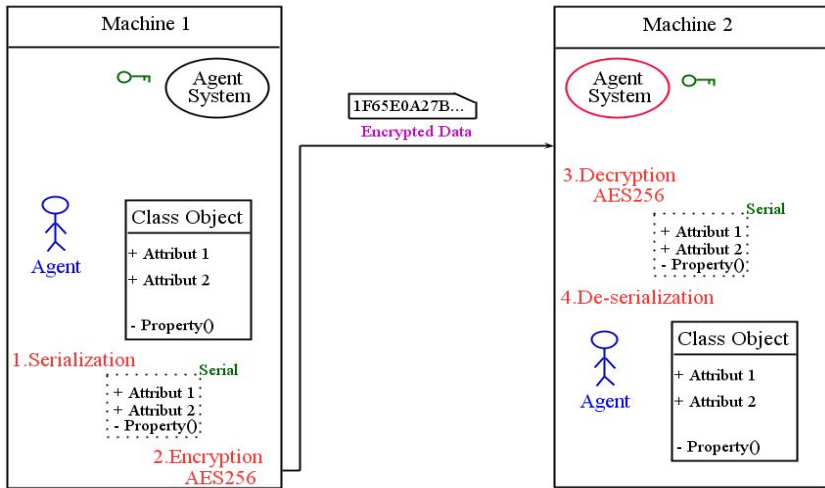 Machine 1
Agent
System
Class Object
+ Attribut 1
+ Attribut 2
- Property()
Agent
1.Serialization
Serial
+ Attribut 1
+ Attribut 2
- Property()
2.Encryption
AES256
1F65E0A27B...
Encrypted Data
Machine 2
Agent
System
3.Decryption
AES256
Serial
+ Attribut 1
+ Attribut 2
- Property()
4.De-serialization
Class Object
+ Attribut 1
+ Attribut 2
- Property()
Agent